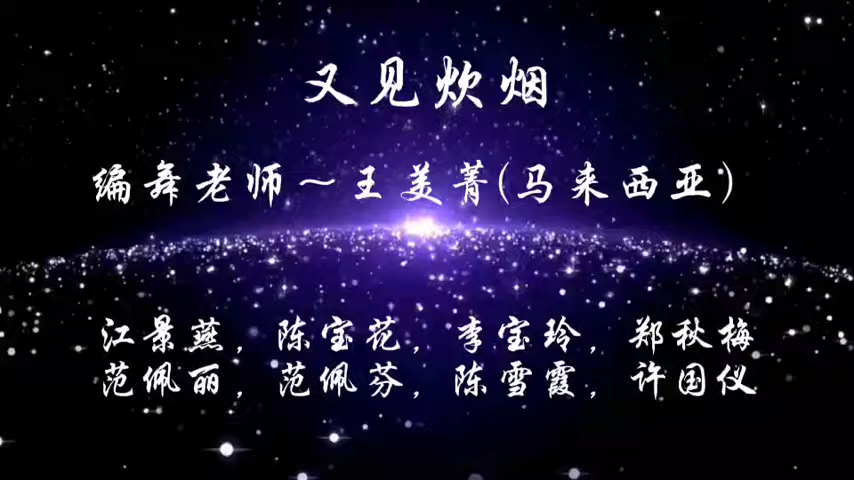 又见炊烟
编舞老师～王美菁(马来西亚)
江景燕，陈宝花，李宝玲，郑秋梅
范佩丽，范佩芬，陈雪霞，许国仪